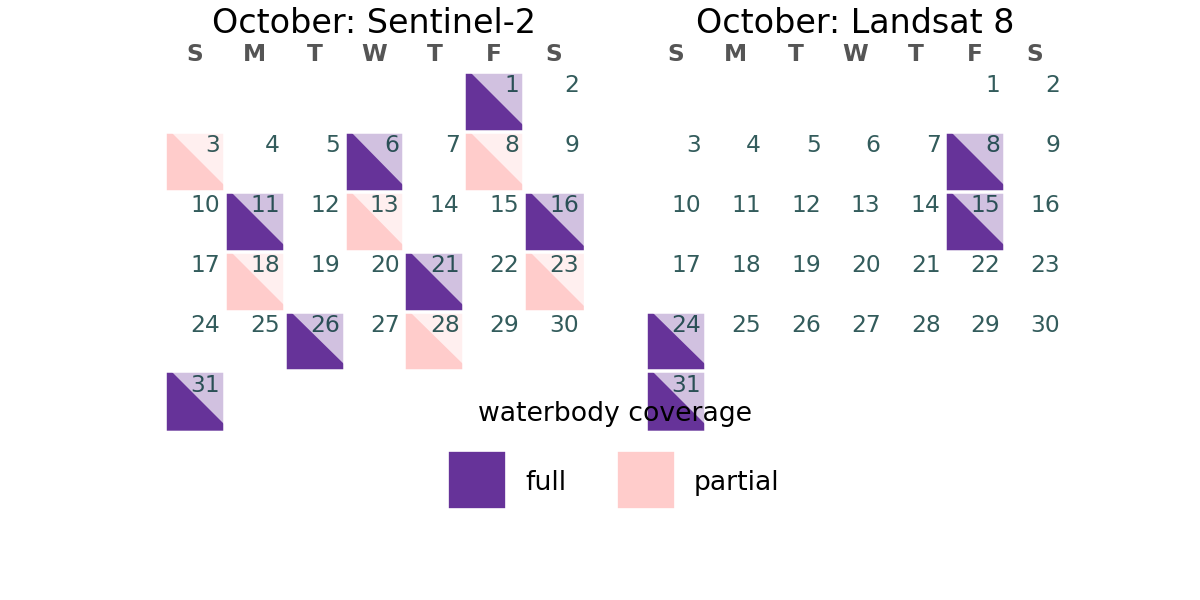 October: Sentinel-2
S M T W T F S
1 2
3 4 5 6 7 8 9
10 11 12 13 14 15 16
17 18 19 20 21 22 23
24 25 26 27 28 29 30
31
October: Landsat 8
S M T W T F S
1 2
3 4 5 6 7 8 9
10 11 12 13 14 15 16
17 18 19 20 21 22 23
24 25 26 27 28 29 30
31
waterbody coverage
full
partial